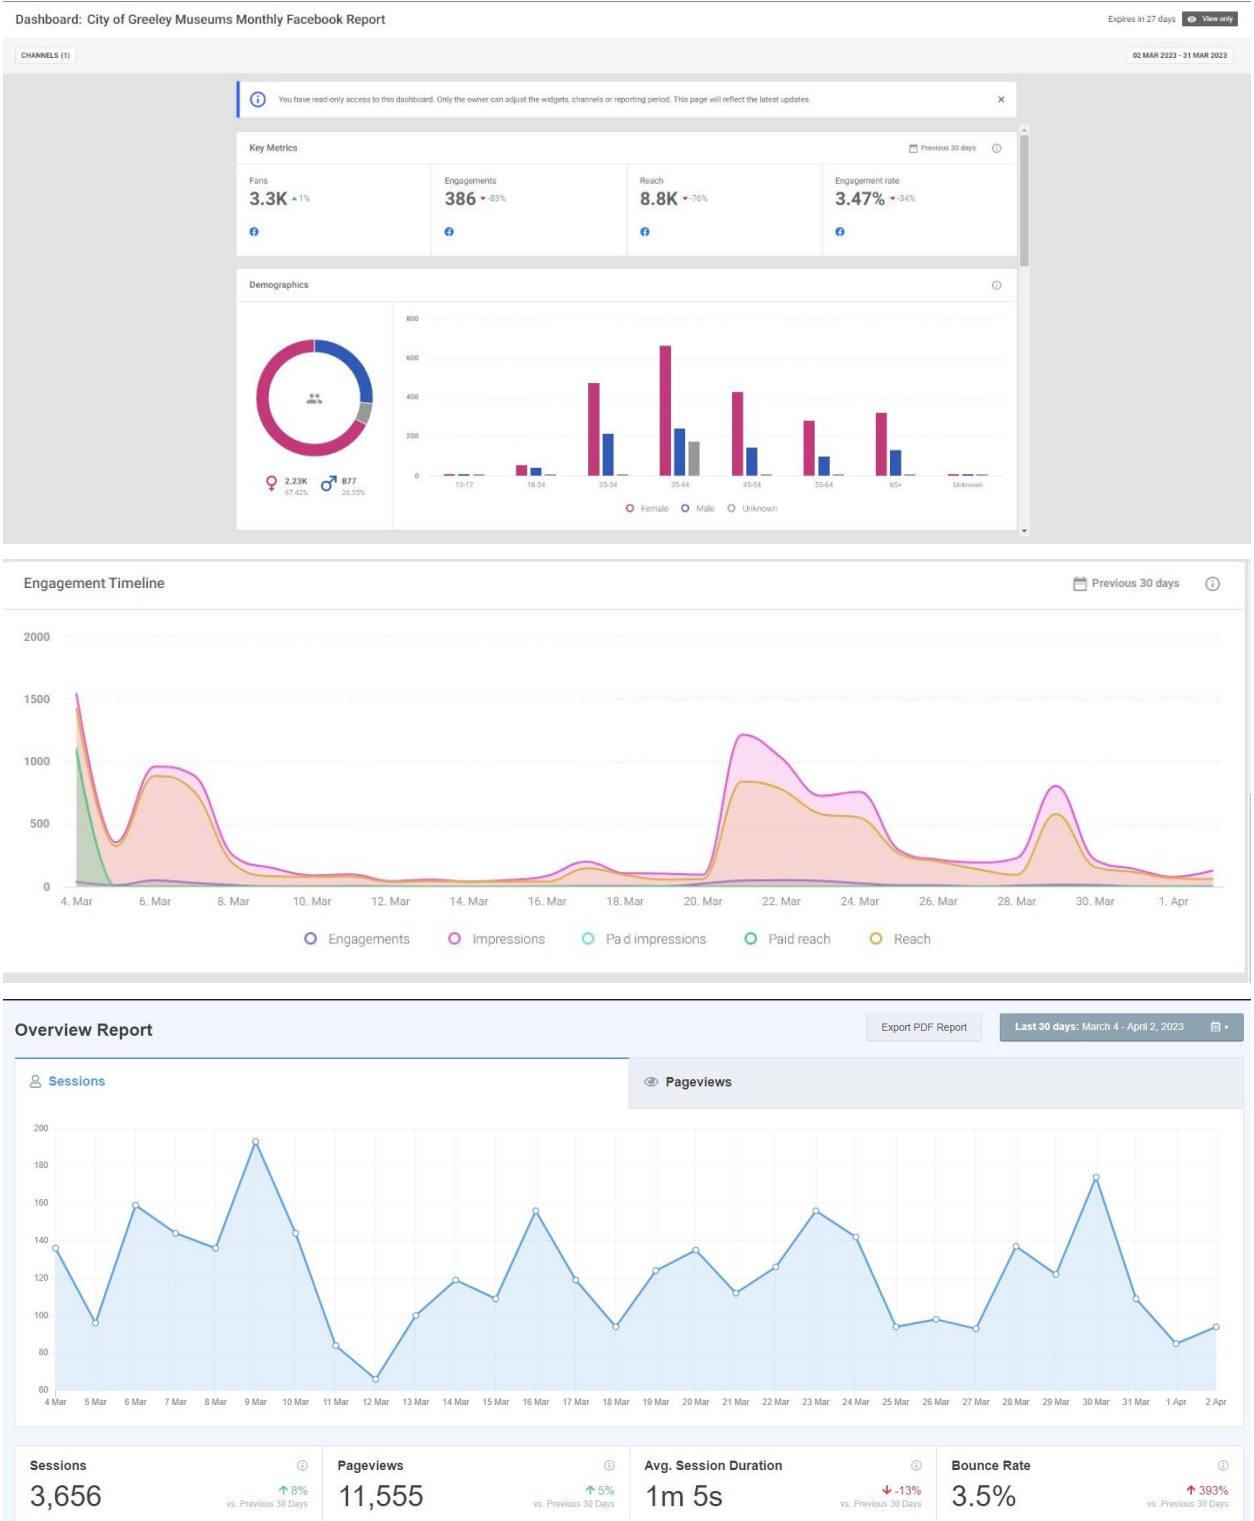 Dashboard: City of Greeley Museums Monthly Facebook Report
Expires in 27 days
View only
CHANNELS (1)
02 MAR 2023 - 31 MAR 2023
You have read-only access to this dashboard. Only the owner can adjust the widgets, channels or reporting period. This page will reflect the latest updates.
Key Metrics
Previous 30 days
Fans
Engagements
Reach
Engagement rate
3.3K 1%
386 -83%
8.8K -76%
3.47% -34%
Demographics
800
600
400
200
0
13-17 18-24 25-34 35-44 45-54 55-64 65+ Unknown
2.23K
67.42%
877
26.55%
Female Male Unknown
Engagement Timeline
Previous 30 days
2000
1500
1000
500
0
4. Mar 6. Mar 8. Mar 10. Mar 12. Mar 14. Mar 16. Mar 18. Mar 20. Mar 22. Mar 24. Mar 26. Mar 28. Mar 30. Mar 1. Apr
Engagements Impressions Pa d impressions Paid reach Reach
Overview Report
Export PDF Report
Last 30 days: March 4 - April 2, 2023
Sessions
Pageviews
200
180
160
140
120
100
80
60
4 Mar 5 Mar 6 Mar 7 Mar 8 Mar 9 Mar 10 Mar 11 Mar 12 Mar 13 Mar 14 Mar 15 Mar 16 Mar 17 Mar 18 Mar 19 Mar 20 Mar 21 Mar 22 Mar 23 Mar 24 Mar 25 Mar 26 Mar 27 Mar 28 Mar 29 Mar 30 Mar 31 Mar 1 Apr 2 Apr
Sessions
3,656
8%
vs. Previous 30 Days
Pageviews
11,555
5%
vs. Previous 30 Days
Avg. Session Duration
1m 5s
-13%
vs. Previous 30 Days
Bounce Rate
3.5%
393%
vs. Previous 30 Days